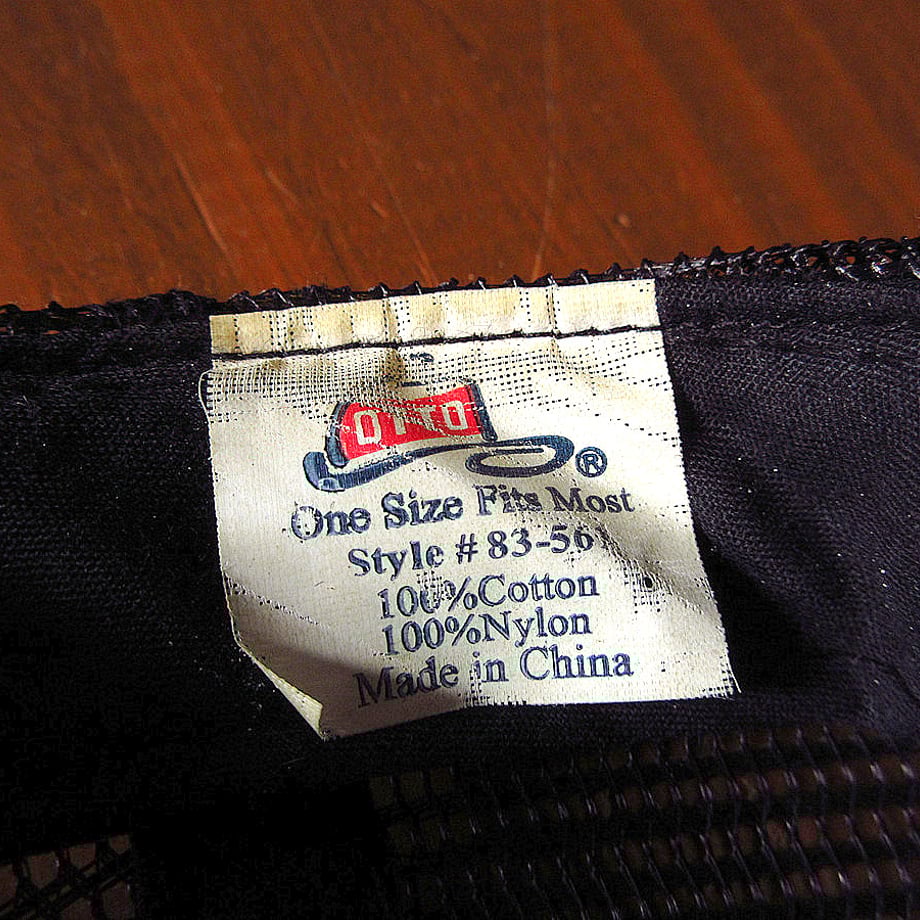 OTTO
®
One Size Fits Most
Style # 83-56
100%Cotton
100%Nylon
Made in China